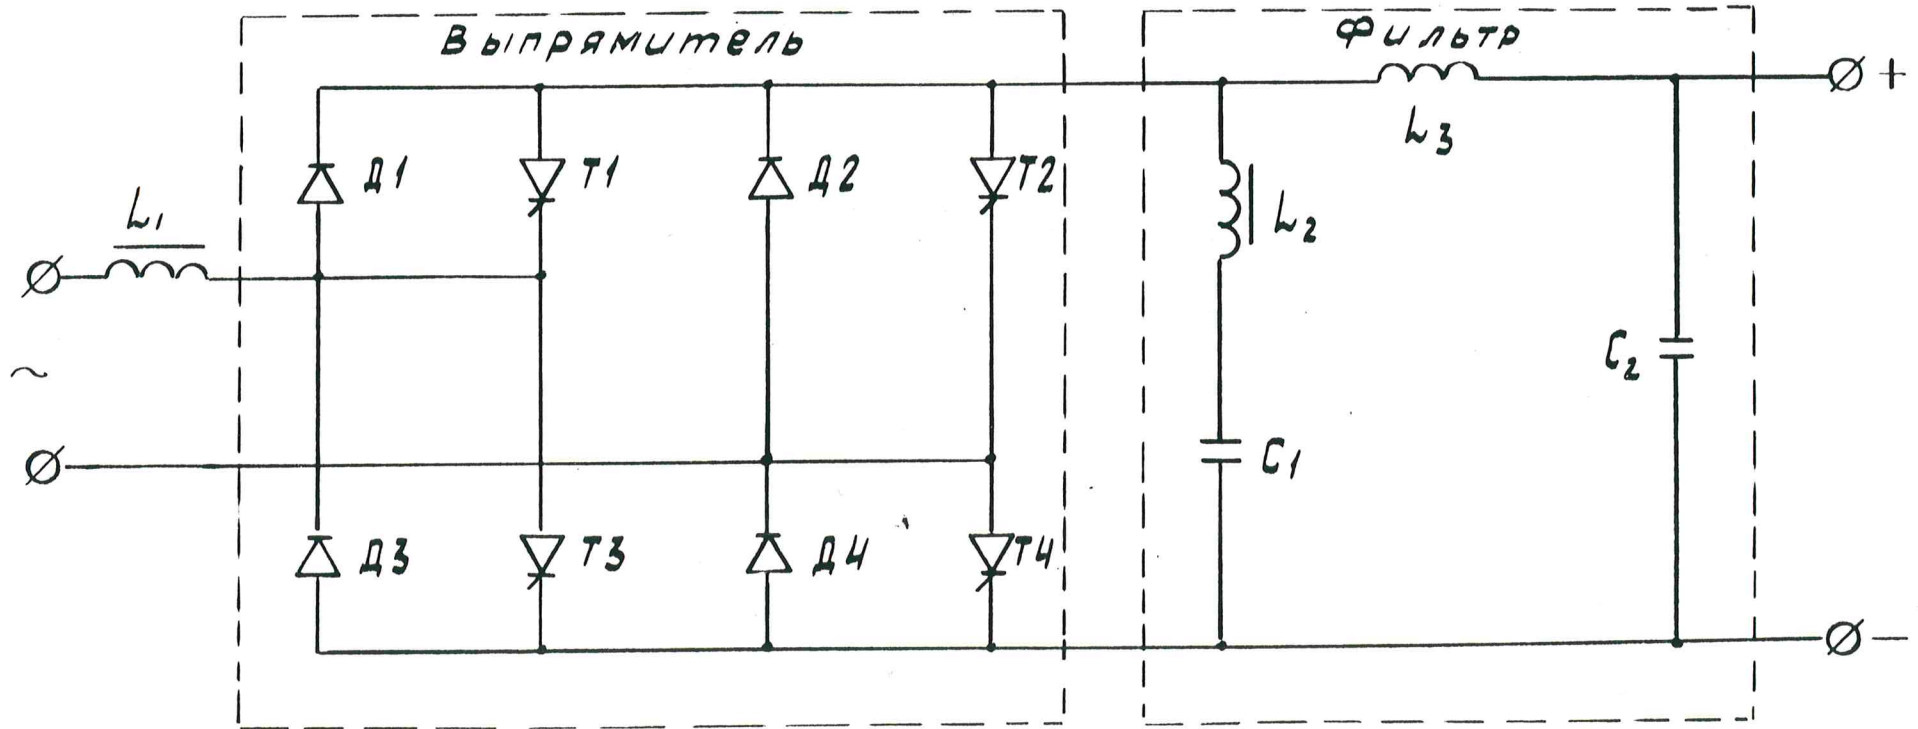 Выпрямитель
Фильтр
+
L3
Д1
Т1
Д2
Т2
L1
L2
~
C2
C1
Д3
Т3
Д4
Т4
—